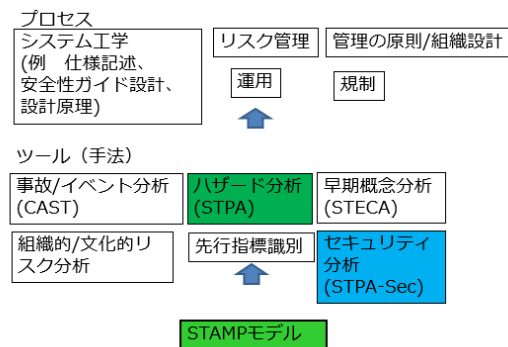 プロセス
システム工学
(例　仕様記述、
安全性ガイド設計、
設計原理)
リスク管理
管理の原則/組織設計
運用
規制
ツール（手法）
事故/イベント分析
(CAST)
ハザード分析
(STPA)
早期概念分析
(STECA)
組織的/文化的リ
スク分析
先行指標識別
セキュリティ
分析
(STPA-Sec)
STAMPモデル